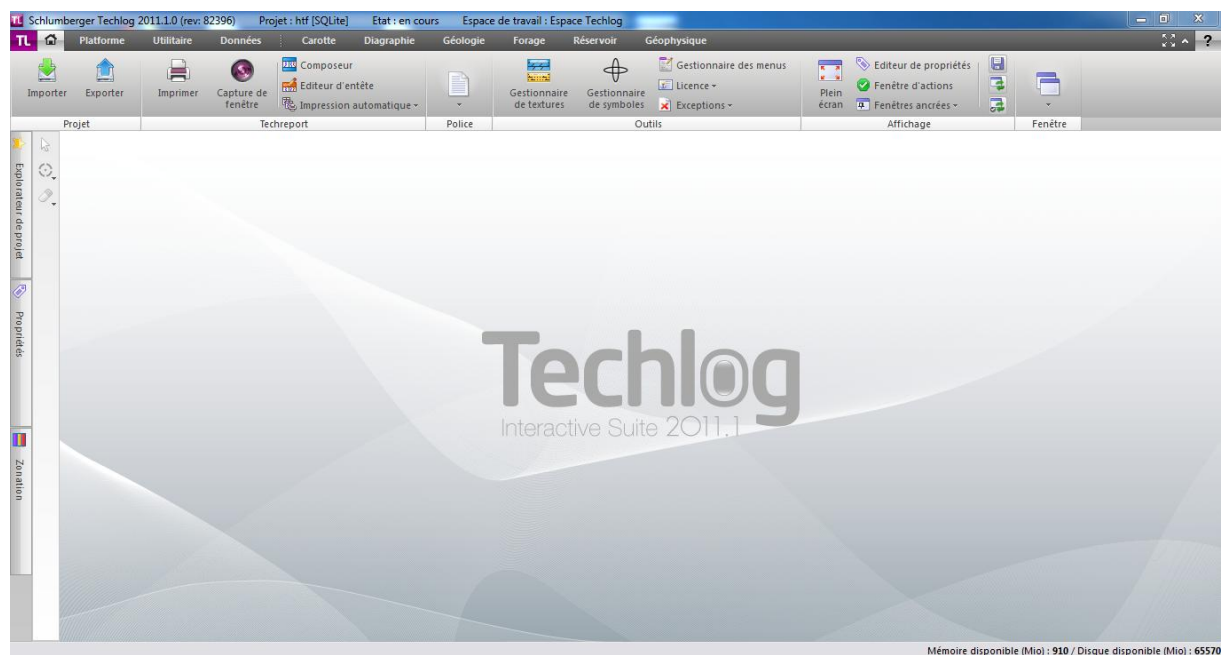 TL Schlumberger Techlog 2011.1.0 (rev: 82396) Projet : htf [SQLite] Etat : en cours Espace de travail : Espace Techlog
TL Platforme Utilitaire Données Carotte Diagraphie Géologie Forage Réservoir Géophysique ?
Importer Exporter Imprimer Capture de fenêtre
Composeur
Editeur d'entête
Impression automatique
Gestionnaire de textures
Gestionnaire de symboles
Gestionnaire des menus
Licence
Exceptions
Plein écran
Editeur de propriétés
Fenêtre d'actions
Fenêtres ancrées
Projet Techreport Police Outils Affichage Fenêtre
Explorateur de projet
Propriétés
Zonation
Techlog
Interactive Suite 2011.1
Mémoire disponible (Mio) : 910 / Disque disponible (Mio) : 65570